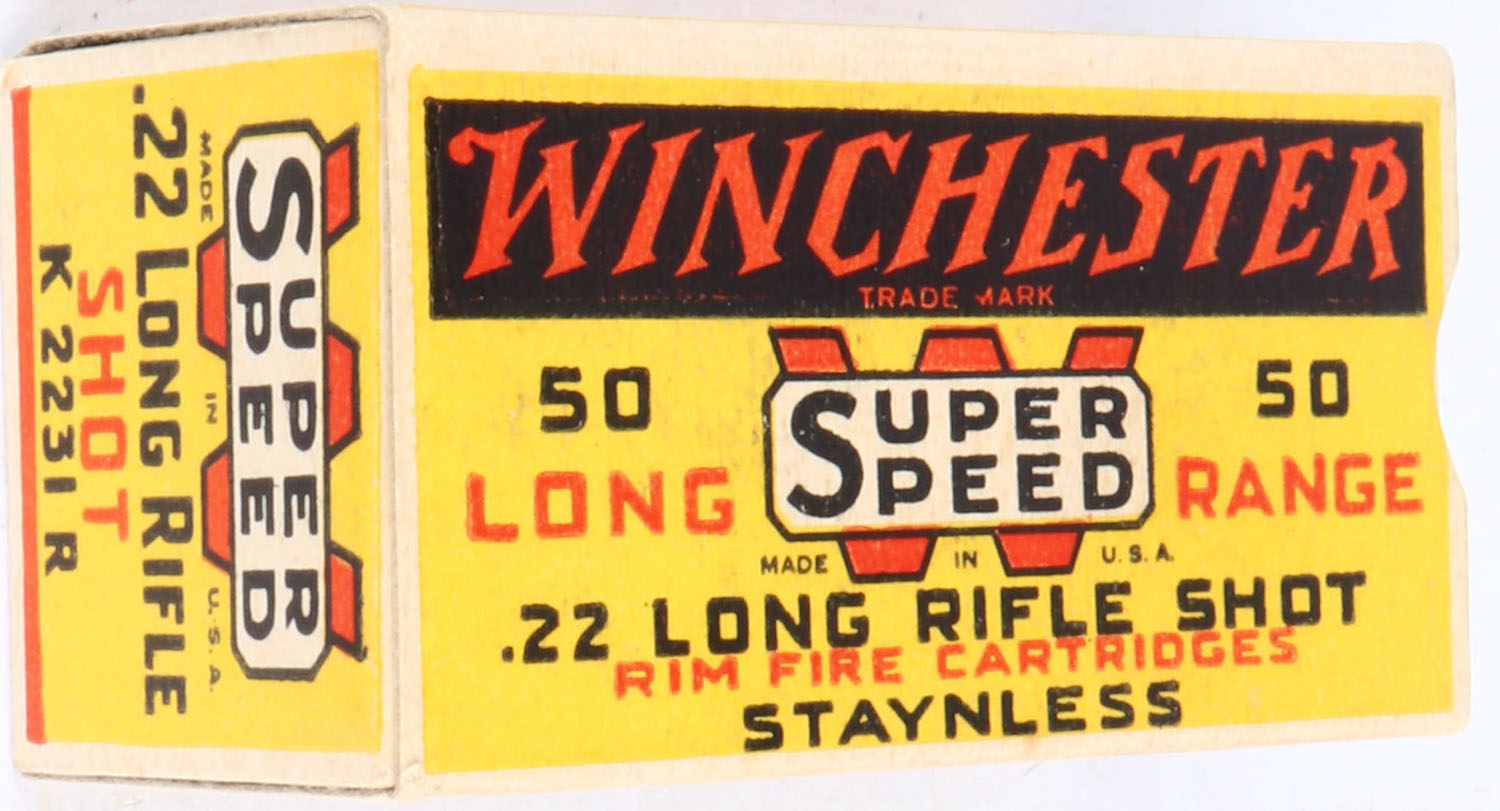 WINCHESTER
TRADE MARK
50 SUPER SPEED 50
LONG RANGE
MADE IN U.S.A.
.22 LONG RIFLE SHOT
RIM FIRE CARTRIDGES
STAYNLESS
SUPER SPEED
MADE IN U.S.A.
.22 LONG RIFLE
SHOT
K 2231 R